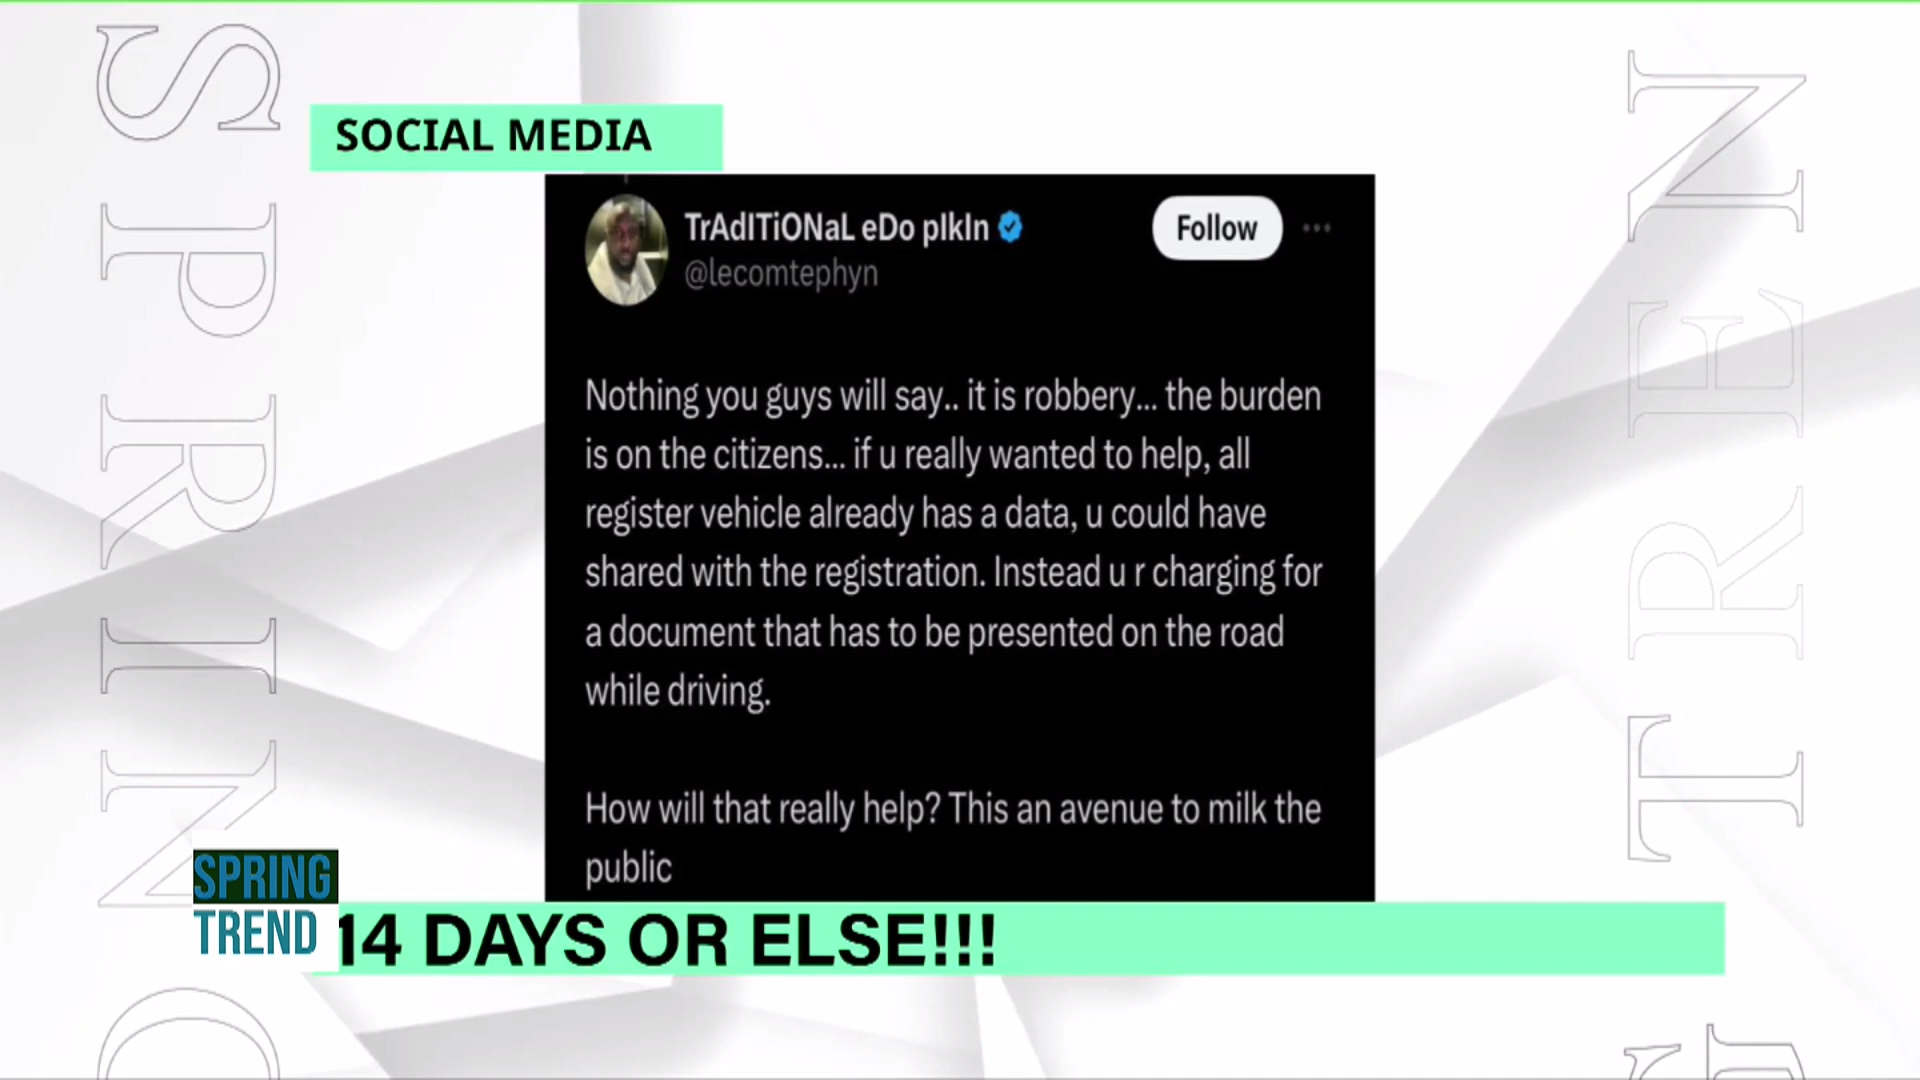 SOCIAL MEDIA
TrAdITiONaL eDo pIkIn
@lecomtephyn
Follow
Nothing you guys will say.. it is robbery... the burden
is on the citizens... if u really wanted to help, all
register vehicle already has a data, u could have
shared with the registration. Instead u r charging for
a document that has to be presented on the road
while driving.
How will that really help? This an avenue to milk the
public
SPRING
TREND
14 DAYS OR ELSE!!!
SPRIN
TREN